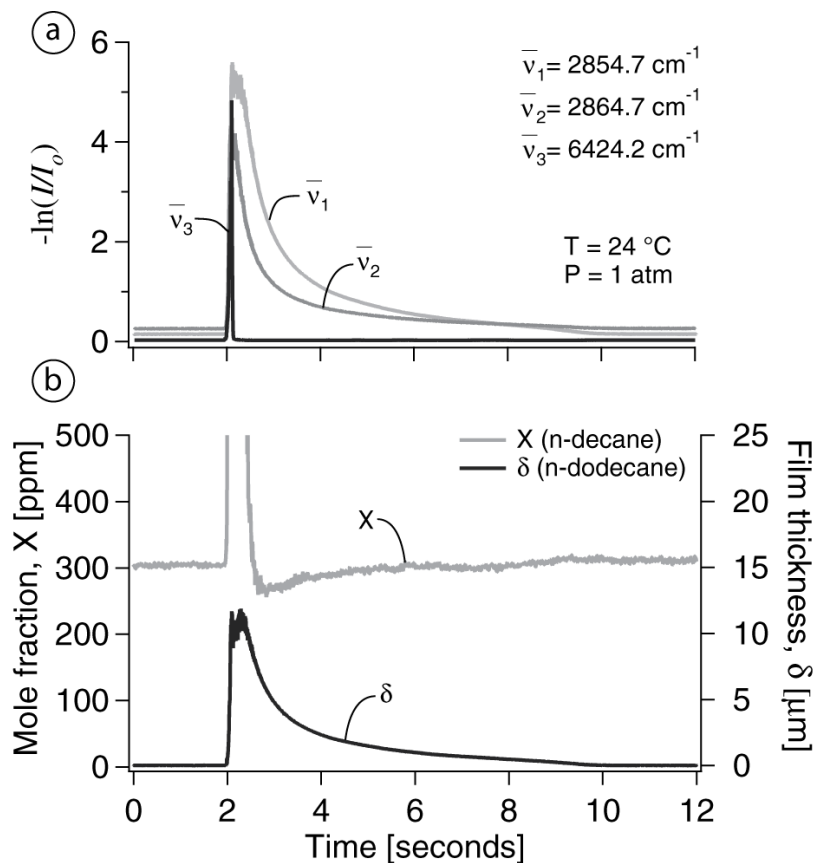 a
6
4
2
0
-ln(I/Io)
ν̅1= 2854.7 cm-1
ν̅2= 2864.7 cm-1
ν̅3= 6424.2 cm-1
ν̅1
ν̅3
ν̅2
T = 24 °C
P = 1 atm
b
500
400
300
200
100
0
Mole fraction, X [ppm]
X (n-decane)
δ (n-dodecane)
X
δ
25
20
15
10
5
0
Film thickness, δ [μm]
0 2 4 6 8 10 12
Time [seconds]